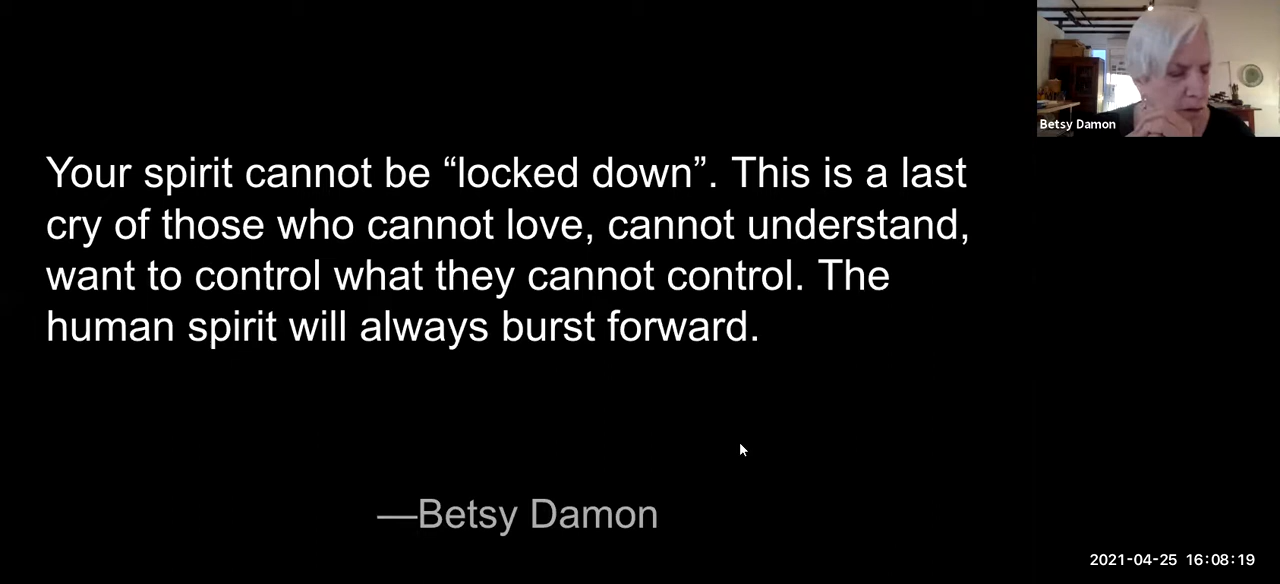 Your spirit cannot be “locked down”. This is a last
cry of those who cannot love, cannot understand,
want to control what they cannot control. The
human spirit will always burst forward.
—Betsy Damon
Betsy Damon
2021-04-25 16:08:19